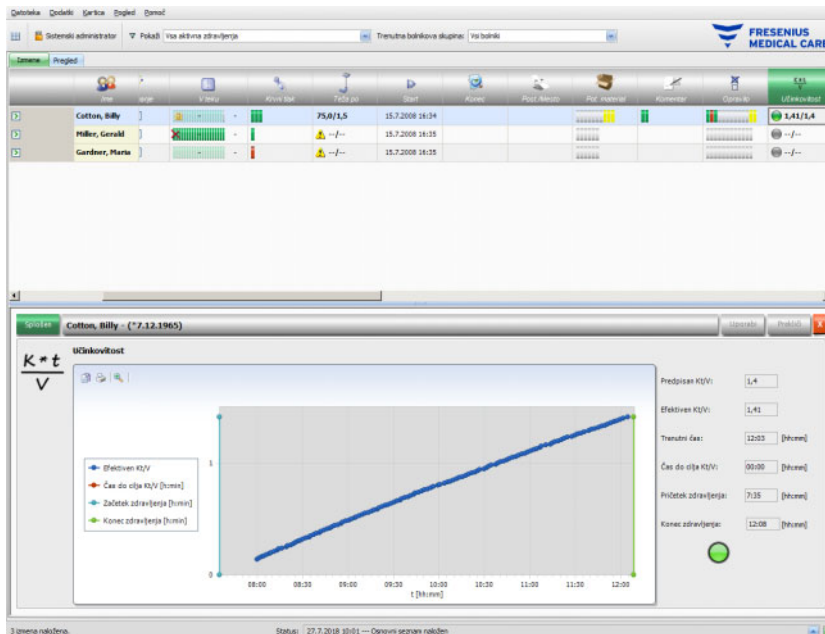 Datoteka Dodatki Kartica Pogled Pomoč
Sistemski administrator Pokaži Vsa aktivna zdravljenja Trenutna bolnikova skupina: Vsi bolniki
FRESENIUS
MEDICAL CARE
Izmene Pregled
Ime V teku Krvni tlak Teža po Start Konec Post./Mesto Pot. material Komentar Opravilo Učinkovitost
Cotton, Billy - 75,0/1,5 15.7.2008 16:34 1,41/1,4
Miller, Gerald - --/-- 15.7.2008 16:35 --/--
Gardner, Maria - --/-- 15.7.2008 16:35 --/--
Splošen Cotton, Billy - (*7.12.1965) Uporabi Prekliči X
K * t
V
Učinkovitost
Efektiven Kt/V
Čas do cilja Kt/V [h:min]
Začetek zdravljenja [h:min]
Konec zdravljenja [h:min]
1
0
08:00 08:30 09:00 09:30 10:00 10:30 11:00 11:30 12:00
t [hh:mm]
Predpisan Kt/V: 1,4
Efektiven Kt/V: 1,41
Trenutni čas: 12:03 [hh:mm]
Čas do cilja Kt/V: 00:00 [hh:mm]
Pričetek zdravljenja: 7:35 [hh:mm]
Konec zdravljenja: 12:08 [hh:mm]
3 izmena naložena. Status: 27.7.2018 10:01 --- Osnovni seznam naložen